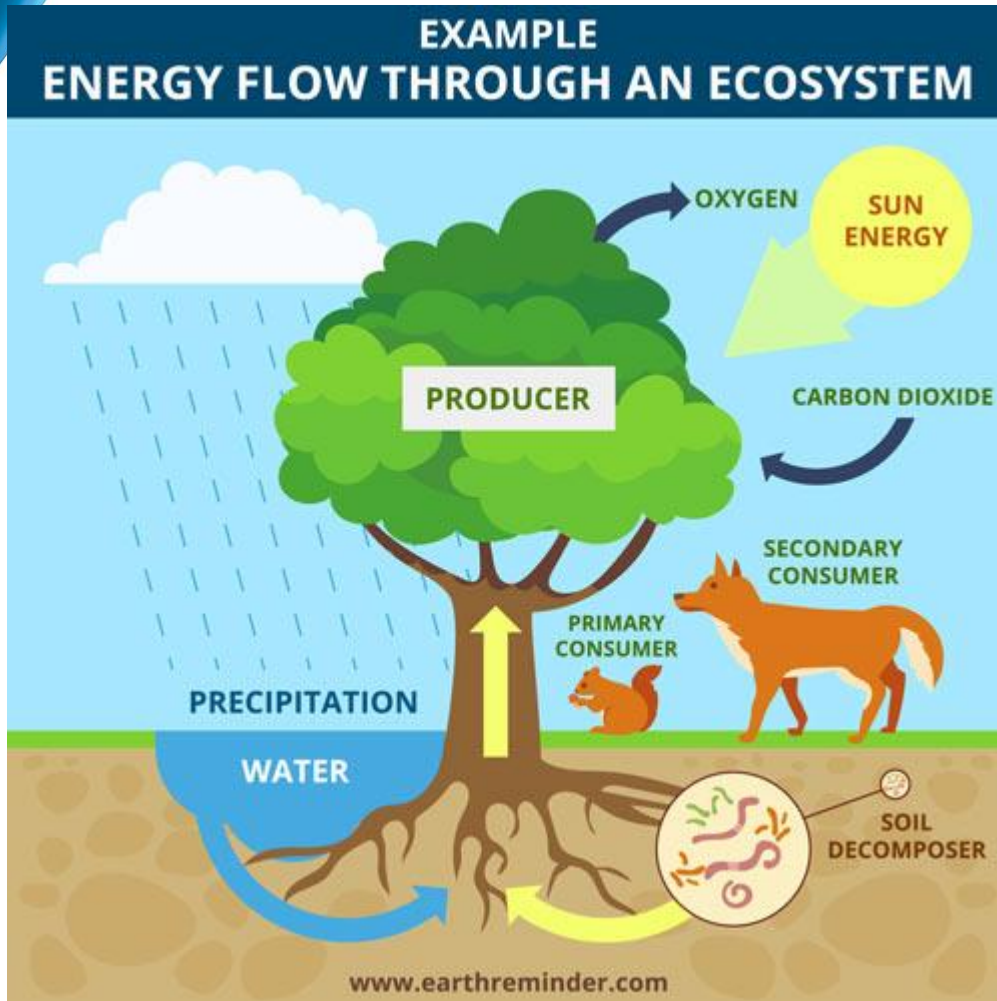 EXAMPLE
ENERGY FLOW THROUGH AN ECOSYSTEM
OXYGEN
SUN
ENERGY
PRODUCER
CARBON DIOXIDE
SECONDARY
CONSUMER
PRIMARY
CONSUMER
PRECIPITATION
WATER
SOIL
DECOMPOSER
www.earthreminder.com